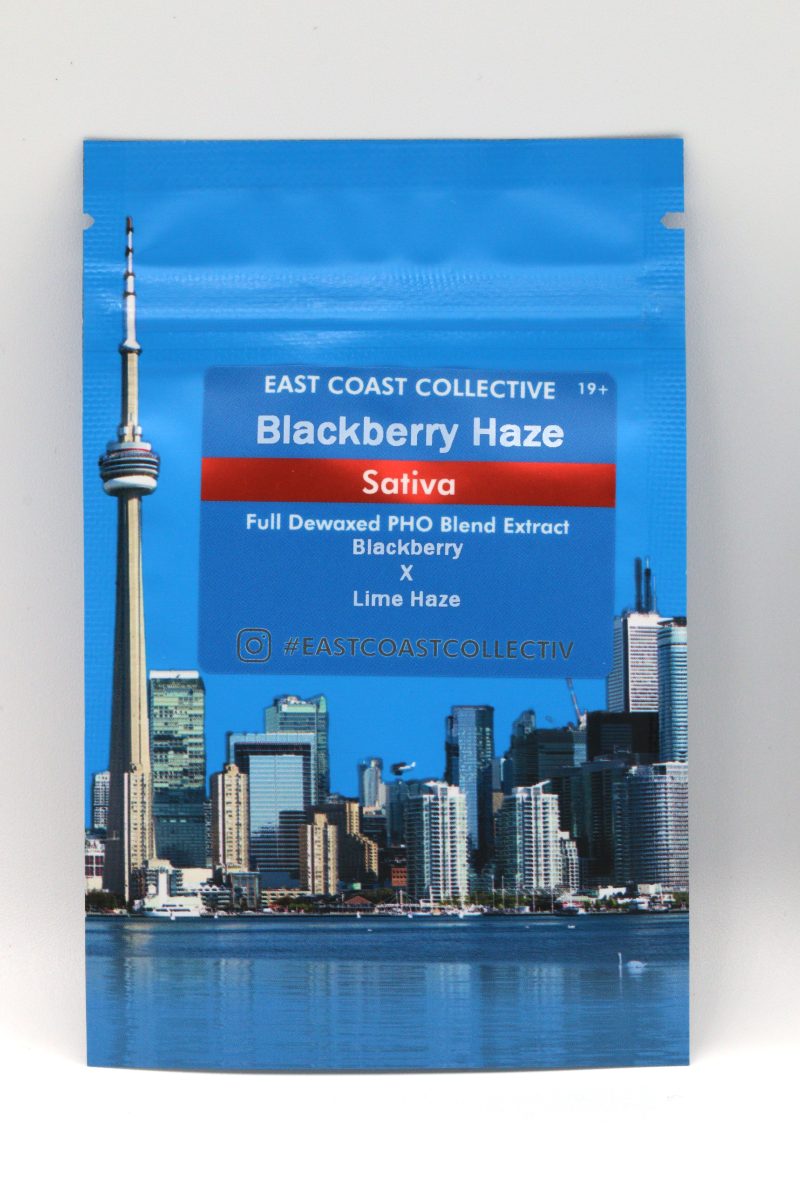 EAST COAST COLLECTIVE 19+
Blackberry Haze
Sativa
Full Dewaxed PHO Blend Extract
Blackberry
X
Lime Haze
#EASTCOASTCOLLECTIV